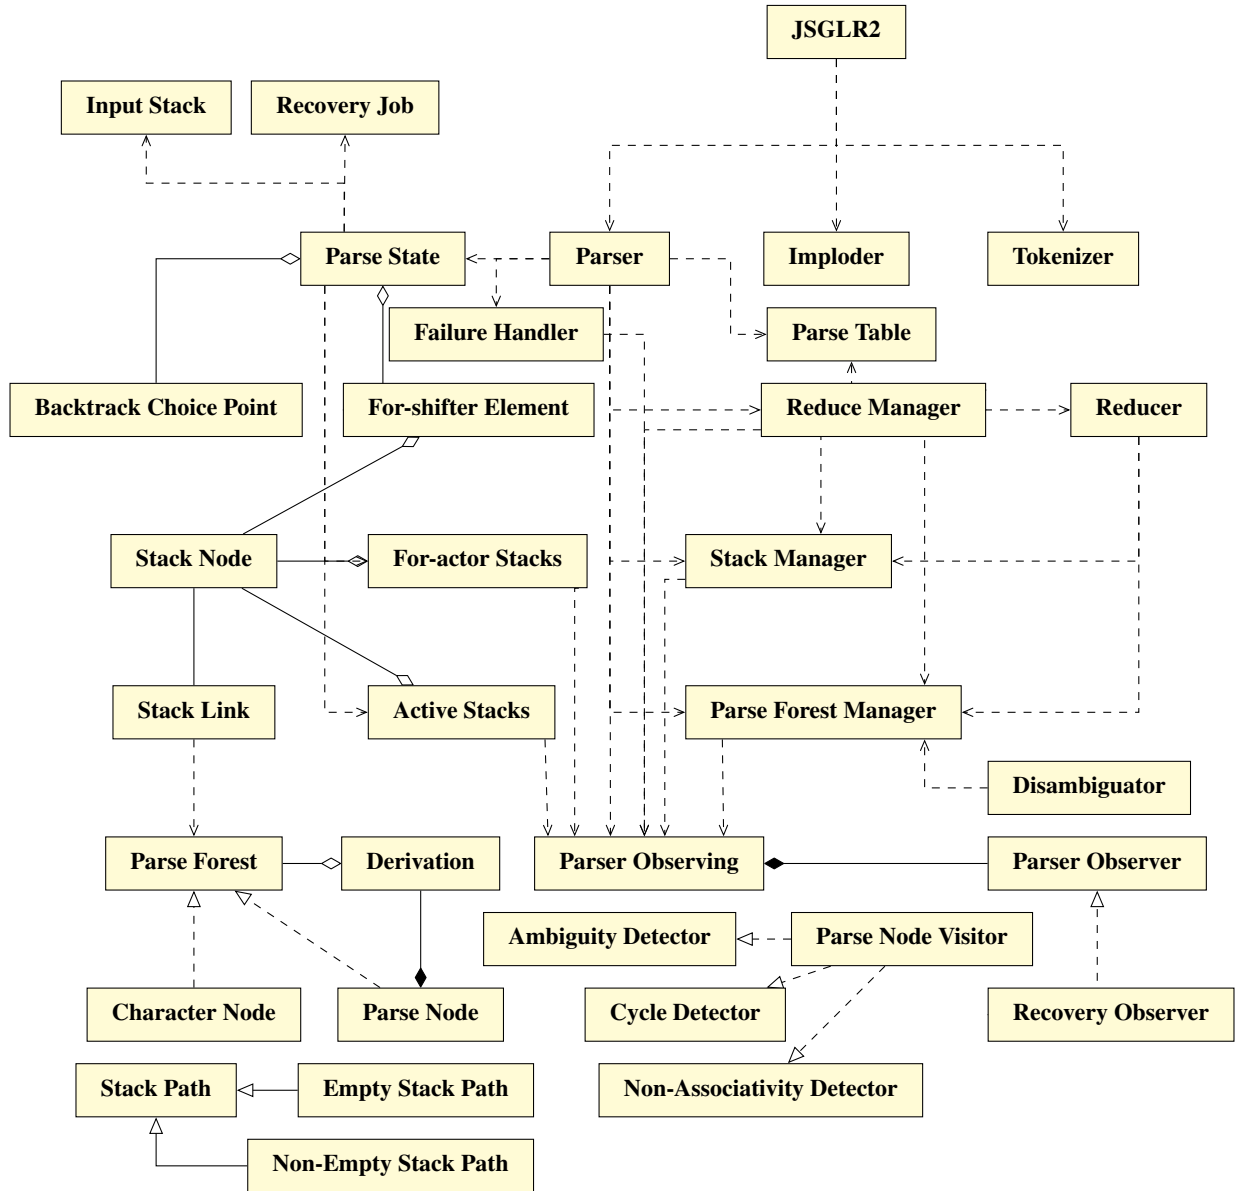 JSGLR2
Input Stack
Recovery Job
Parse State
Parser
Imploder
Tokenizer
Failure Handler
Parse Table
Backtrack Choice Point
For-shifter Element
Reduce Manager
Reducer
Stack Node
For-actor Stacks
Stack Manager
Stack Link
Active Stacks
Parse Forest Manager
Disambiguator
Parse Forest
Derivation
Parser Observing
Parser Observer
Ambiguity Detector
Parse Node Visitor
Character Node
Parse Node
Cycle Detector
Recovery Observer
Stack Path
Empty Stack Path
Non-Associativity Detector
Non-Empty Stack Path